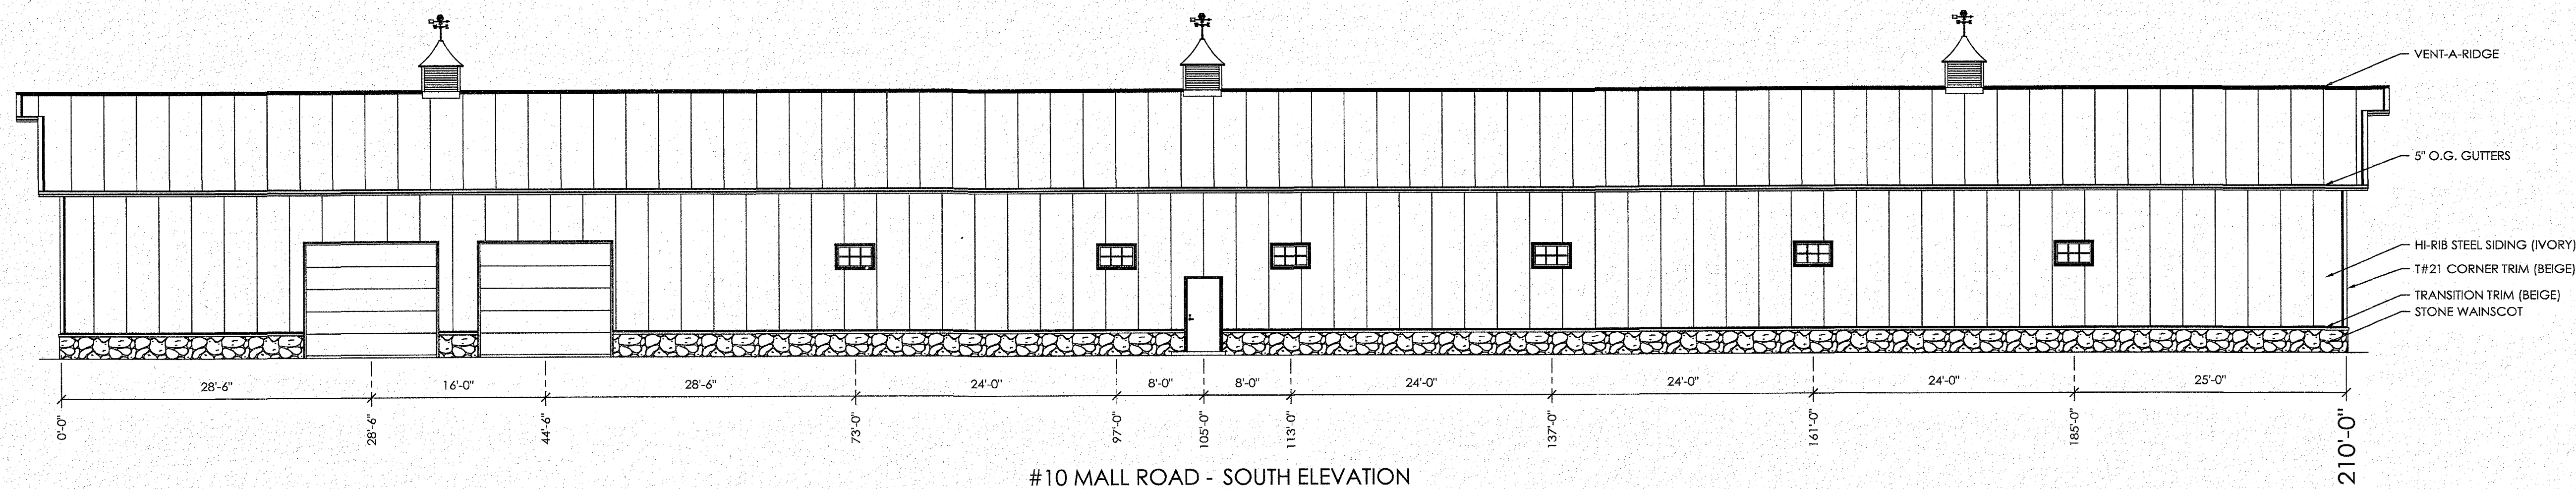 VENT-A-RIDGE
5" O.G. GUTTERS
HI-RIB STEEL SIDING (IVORY)
T#21 CORNER TRIM (BEIGE)
TRANSITION TRIM (BEIGE)
STONE WAINSCOT
28'-6" 16'-0" 28'-6" 24'-0" 8'-0" 8'-0" 24'-0" 24'-0" 24'-0" 25'-0"
0'-0" 28'-6" 44'-6" 73'-0" 97'-0" 105'-0" 113'-0" 137'-0" 161'-0" 185'-0" 210'-0"
#10 MALL ROAD - SOUTH ELEVATION